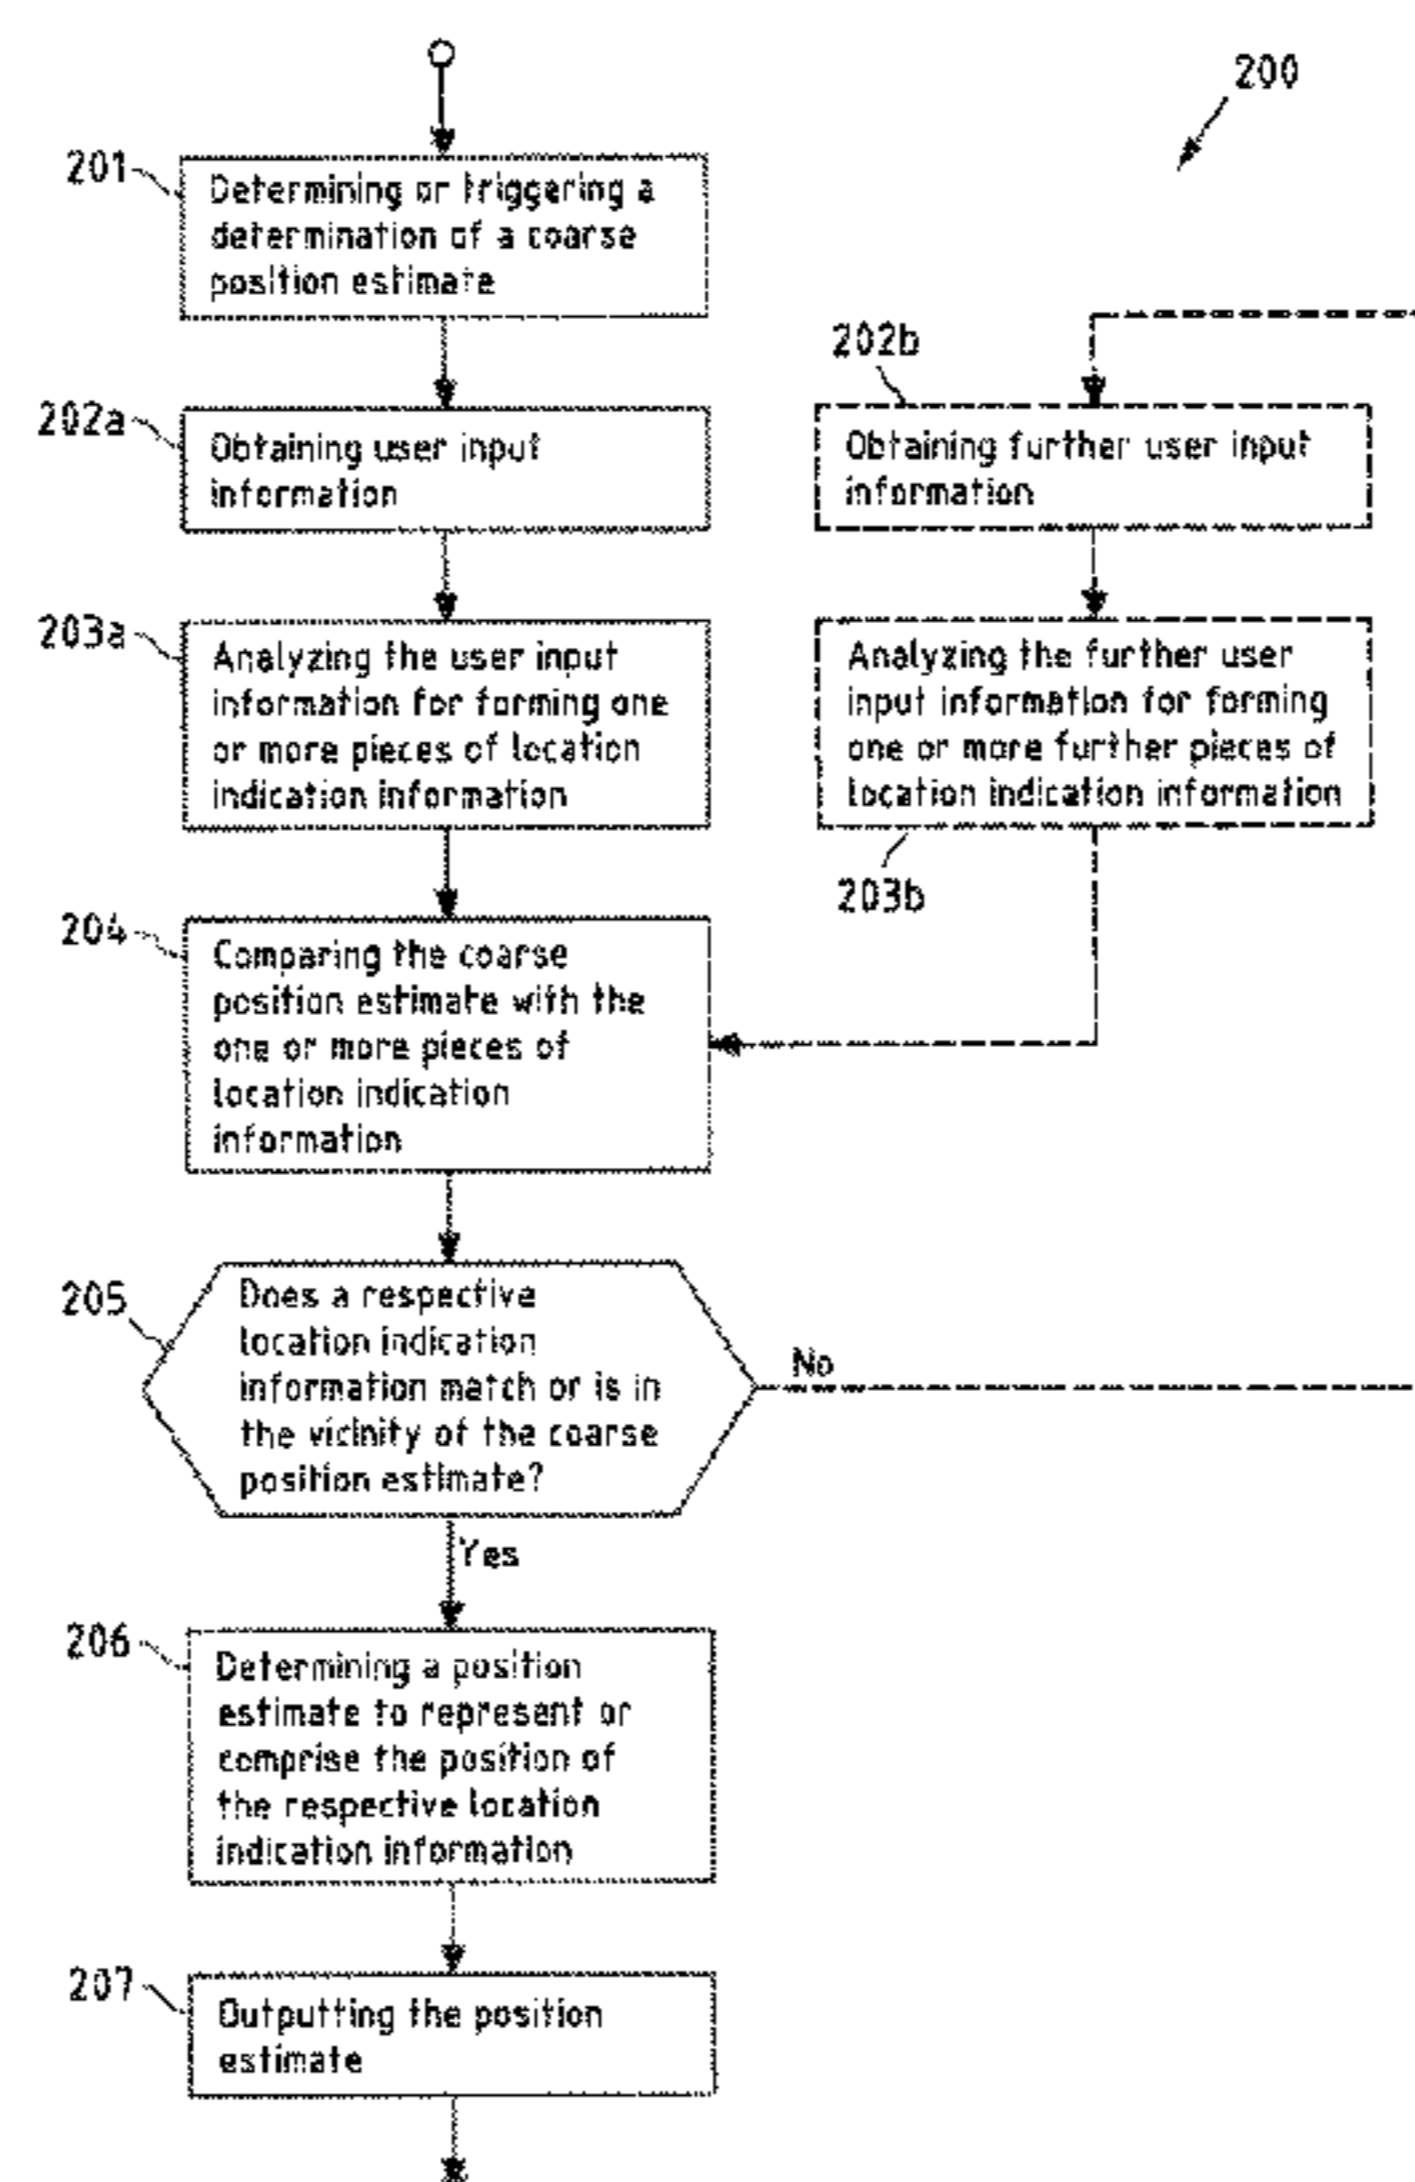 200
201
Determining or triggering a
determination of a coarse
position estimate
202a
Obtaining user input
information
202b
Obtaining further user input
information
203a
Analyzing the user input
information for forming one
or more pieces of location
indication information
Analyzing the further user
input information for forming
one or more further pieces of
location indication information
203b
204
Comparing the coarse
position estimate with the
one or more pieces of
location indication
information
205
Does a respective
location indication
information match or is in
the vicinity of the coarse
position estimate?
No
Yes
206
Determining a position
estimate to represent or
comprise the position of
the respective location
indication information
207
Outputting the position
estimate